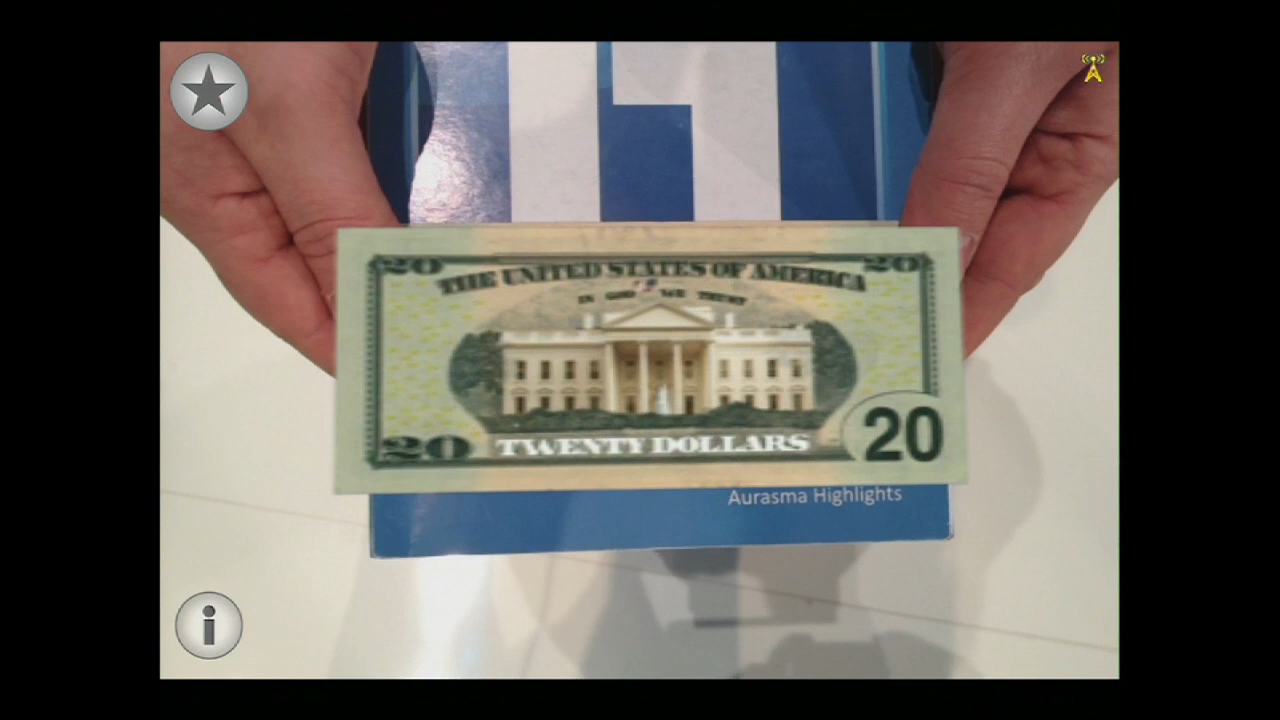 20 20
THE UNITED STATES OF AMERICA
IN GOD WE TRUST
20 TWENTY DOLLARS 20
Aurasma Highlights